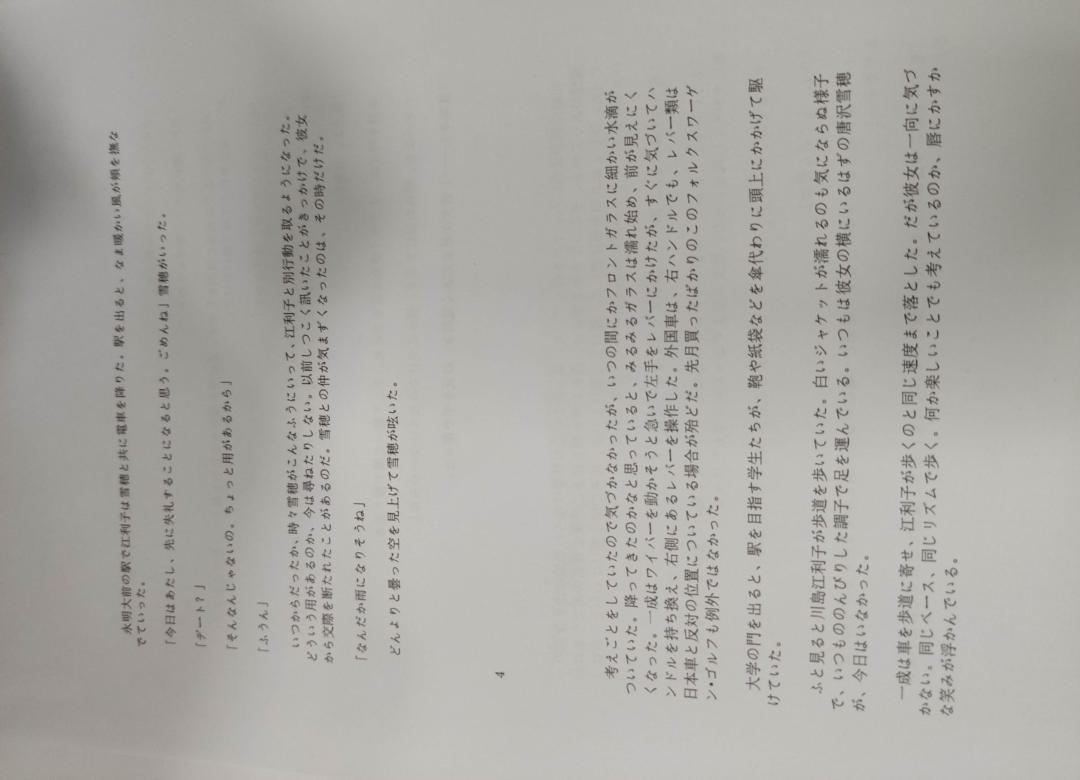 永明大前の駅で江利子は雪穂と共に電車を降りた。駅を出ると、なま暖かい風が頬を撫な
でていった。
「今日はあたし、先に失礼することになると思う。ごめんね」雪穂がいった。
「デート?」
「そんなんじゃないの。ちょっと用があるから」
「ふうん」
いつからだったか、時々雪穂がこんなふうにいって、江利子と別行動を取るようになった。
どういう用があるのか、今は尋ねたりしない。以前しつこく訊いたことがきっかけで、彼女
から交際を断たれたことがあるのだ。雪穂との仲が気まずくなったのは、その時だけだ。
「なんだか雨になりそうね」
どんよりと曇った空を見上げて雪穂が呟いた。
4
考えごとをしていたので気づかなかったが、いつの間にかフロントガラスに細かい水滴が
ついていた。降ってきたのかなと思っていると、みるみるガラスは濡れ始め、前が見えにく
くなった。一成はワイパーを動かそうと急いで左手をレバーにかけたが、すぐに気づいてハ
ンドルを持ち換え、右側にあるレバーを操作した。外国車は、右ハンドルでも、レバー類は
日本車と反対の位置についている場合が殆どだ。先月買ったばかりのこのフォルクスワーゲ
ン・ゴルフも例外ではなかった。
大学の門を出ると、駅を目指す学生たちが、鞄や紙袋などを傘代わりに頭上にかかげて駆
けていた。
ふと見ると川島江利子が歩道を歩いていた。白いジャケットが濡れるのも気にならぬ様子
で、いつものんびりした調子で足を運んでいる。いつもは彼女の横にいるはずの唐沢雪穂
が、今日はいなかった。
一成は車を歩道に寄せ、江利子が歩くのと同じ速度まで落とした。だが彼女は一向に気づ
かない。同じペース、同じリズムで歩く。何か楽しいことでも考えているのか、唇にかすか
な笑みが浮かんでいる。